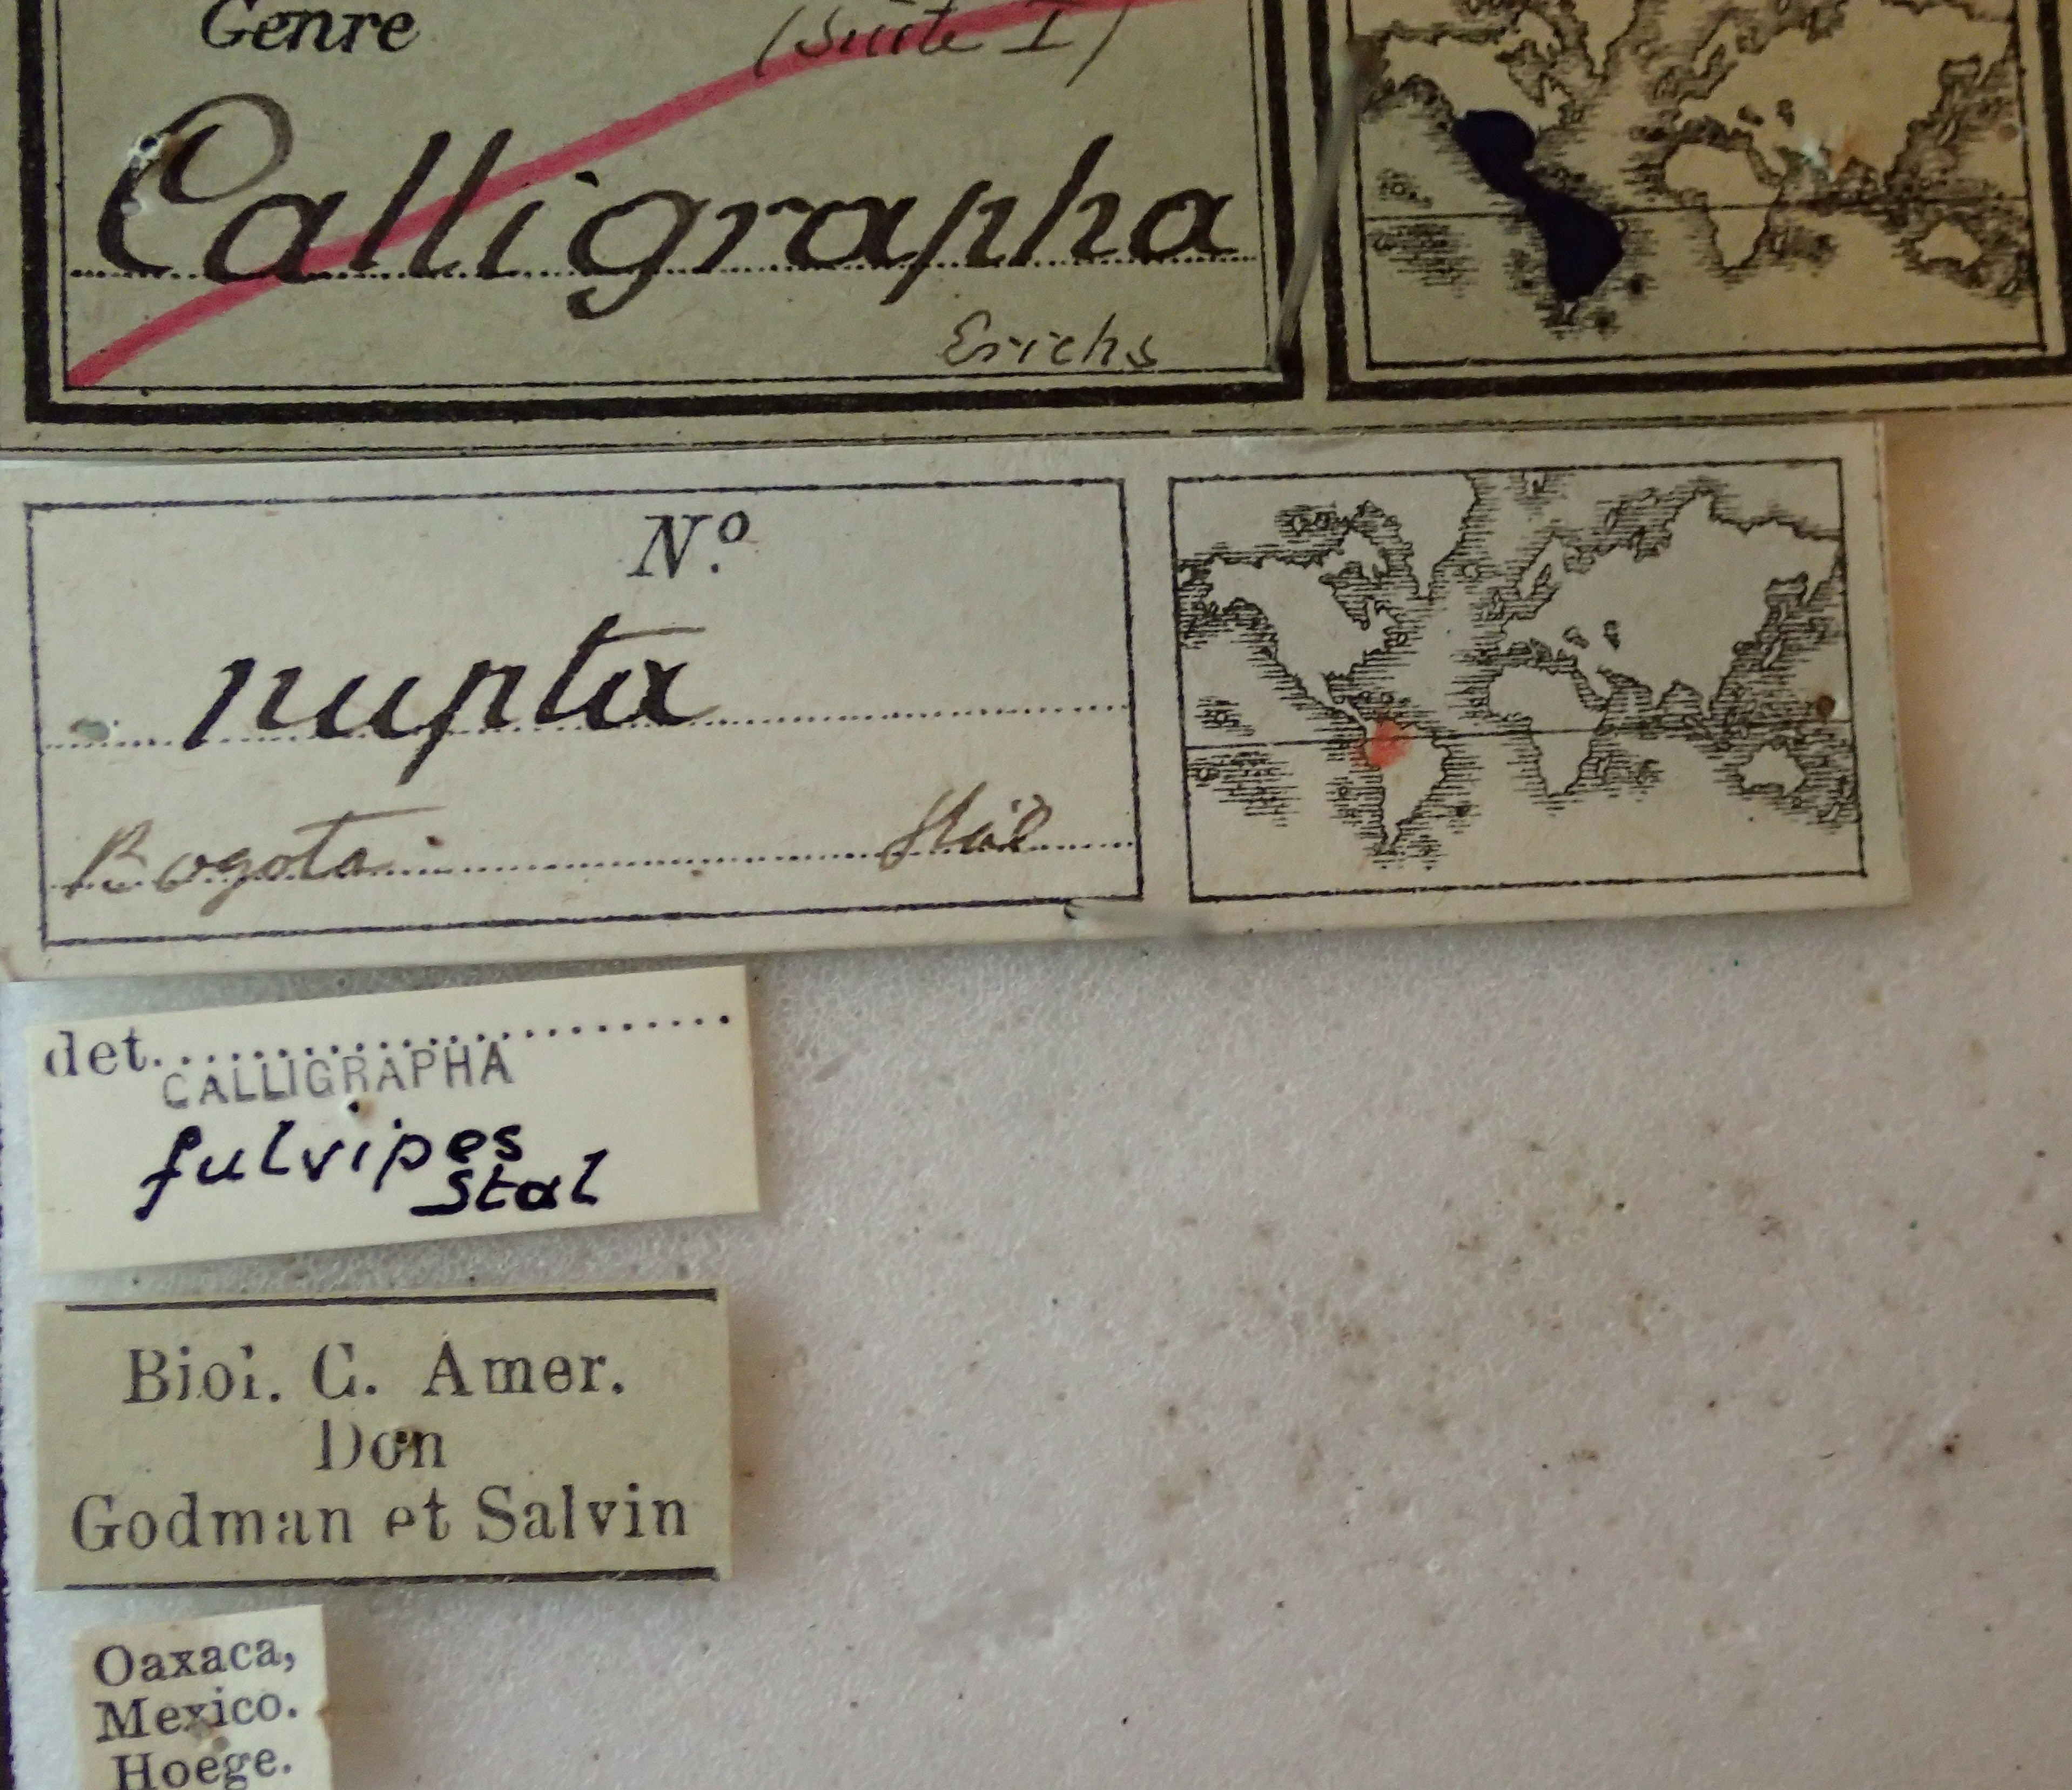 Genre
(Suite I)
Calligrapha
Erichs
Nº
nupta
Bogota Stål
det.
CALLIGRAPHA
fulvipes
Stal
Biol. C. Amer.
Don
Godman et Salvin
Oaxaca,
Mexico.
Hoege.